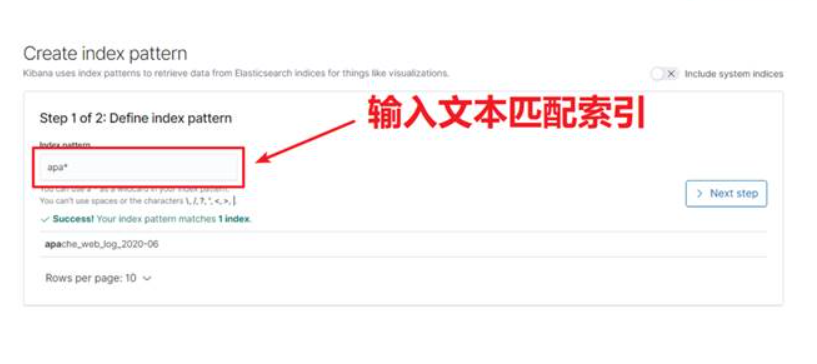 Create index pattern
Kibana uses index patterns to retrieve data from Elasticsearch indices for things like visualizations.
Include system indices
Step 1 of 2: Define index pattern
输入文本匹配索引
Index pattern
apa*
You can use a * as a wildcard in your index pattern.
You can't use spaces or the characters \, /, ?, ", <, >, |.
Next step
Success! Your index pattern matches 1 index.
apache_web_log_2020-06
Rows per page: 10